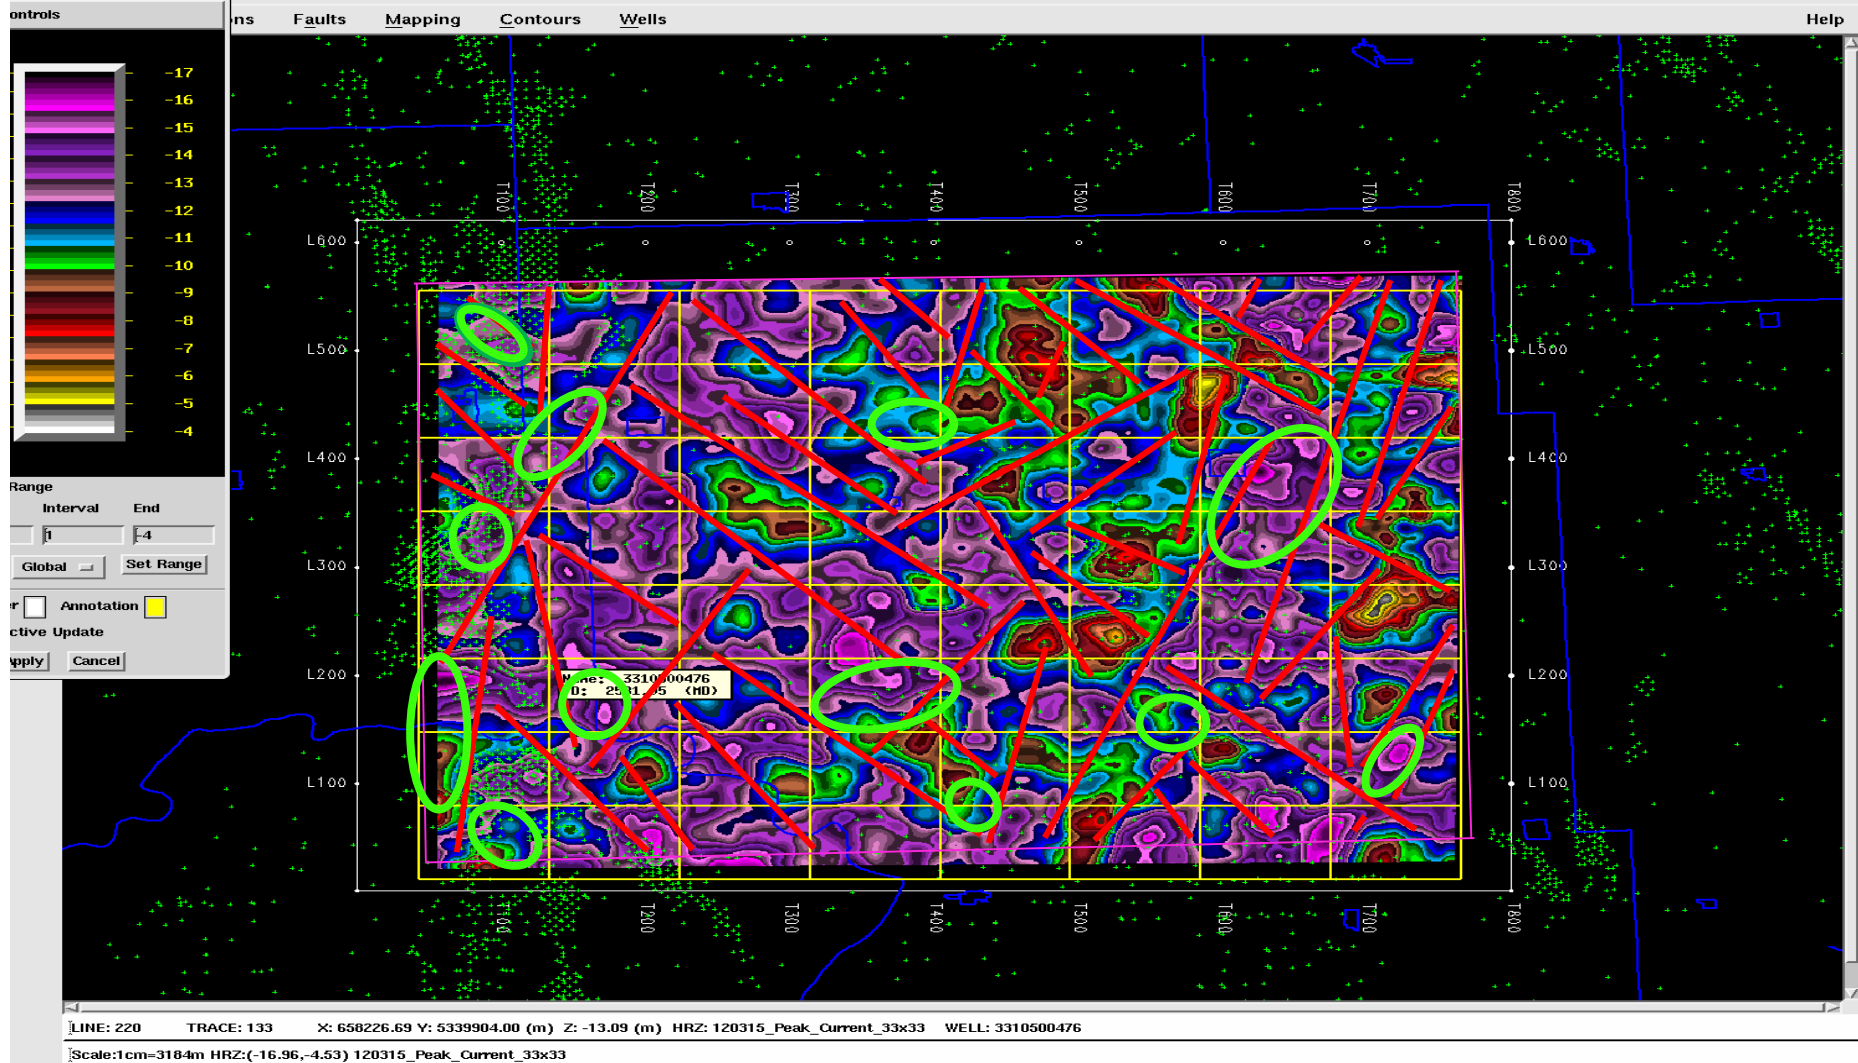 ontrols
ns Faults Mapping Contours Wells Help
-17
-16
-15
-14
-13
-12
-11
-10
-9
-8
-7
-6
-5
-4
Range
Interval End
1 -4
Global Set Range
r Annotation
ctive Update
Apply Cancel
T100 T200 T300 T400 T500 T600 T700 T800
L600 L600
L500 L500
L400 L400
L300 L300
L200 L200
L100 L100
3310500476
(MD)
T100 T200 T300 T400 T500 T600 T700 T800
LINE: 220 TRACE: 133 X: 658226.69 Y: 5339904.00 (m) Z: -13.09 (m) HRZ: 120315_Peak_Current_33x33 WELL: 3310500476
Scale:1cm=3184m HRZ:(-16.96,-4.53) 120315_Peak_Current_33x33